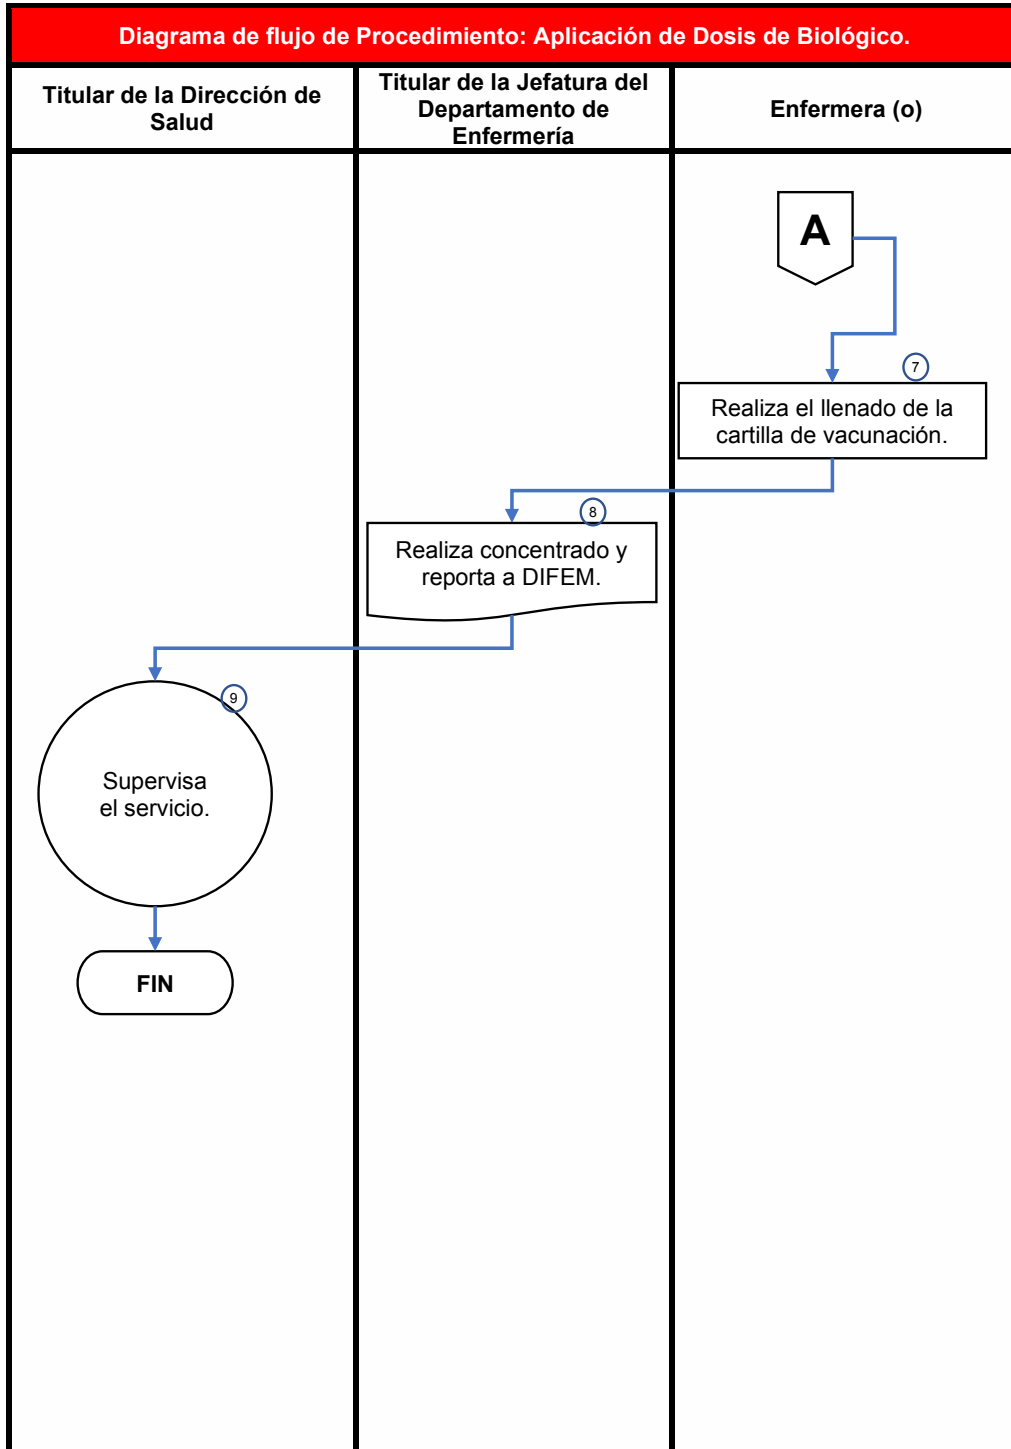 Diagrama de flujo de Procedimiento: Aplicación de Dosis de Biológico.
Titular de la Dirección de
Salud
Titular de la Jefatura del
Departamento de
Enfermería
Enfermera (o)
A
7
Realiza el llenado de la
cartilla de vacunación.
8
Realiza concentrado y
reporta a DIFEM.
9
Supervisa
el servicio.
FIN